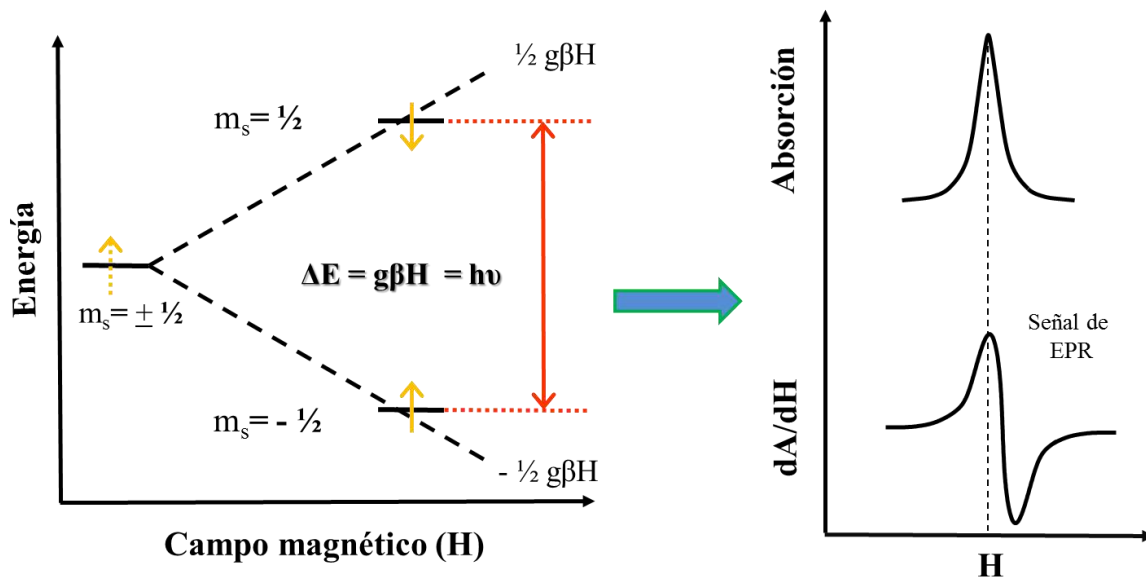 Energía
½ gβH
mₛ= ½
mₛ= ± ½
ΔE = gβH = hυ
mₛ= - ½
- ½ gβH
Campo magnético (H)
Absorción
Señal de
EPR
dA/dH
H